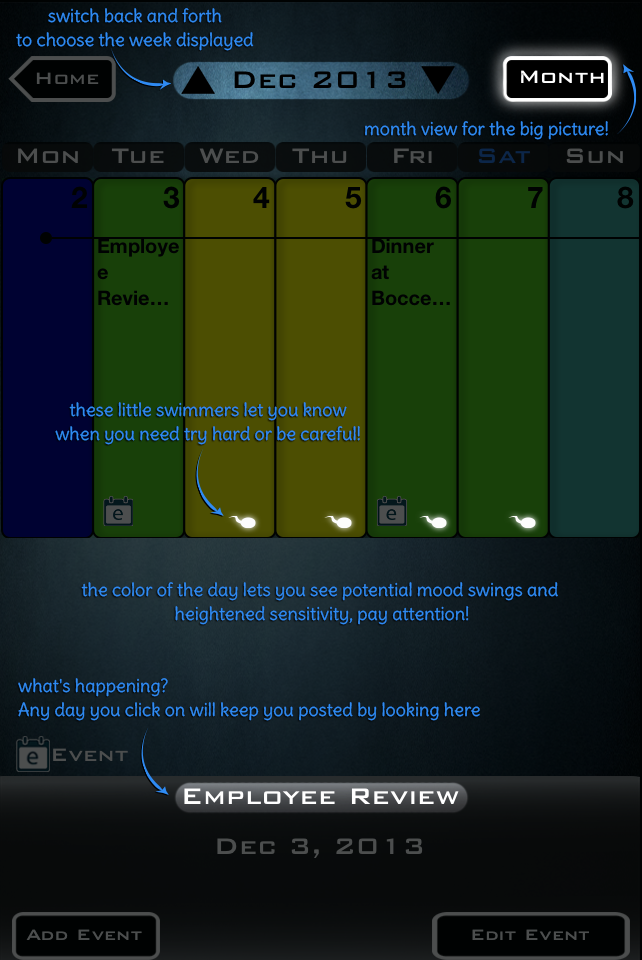 switch back and forth
to choose the week displayed
Home
Dec 2013
Month
month view for the big picture!
Mon Tue Wed Thu Fri Sat Sun
2 3 4 5 6 7 8
Employe
e
Revie...
Dinner
at
Bocce...
these little swimmers let you know
when you need try hard or be careful!
e
e
the color of the day lets you see potential mood swings and
heightened sensitivity, pay attention!
what's happening?
Any day you click on will keep you posted by looking here
e Event
Employee Review
Dec 3, 2013
Add Event
Edit Event